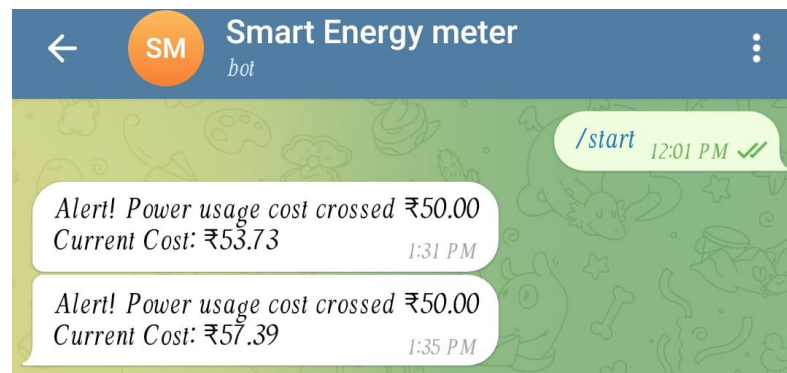 SM
Smart Energy meter
bot
/start
12:01 PM
Alert! Power usage cost crossed ₹50.00
Current Cost: ₹53.73
1:31 PM
Alert! Power usage cost crossed ₹50.00
Current Cost: ₹57.39
1:35 PM